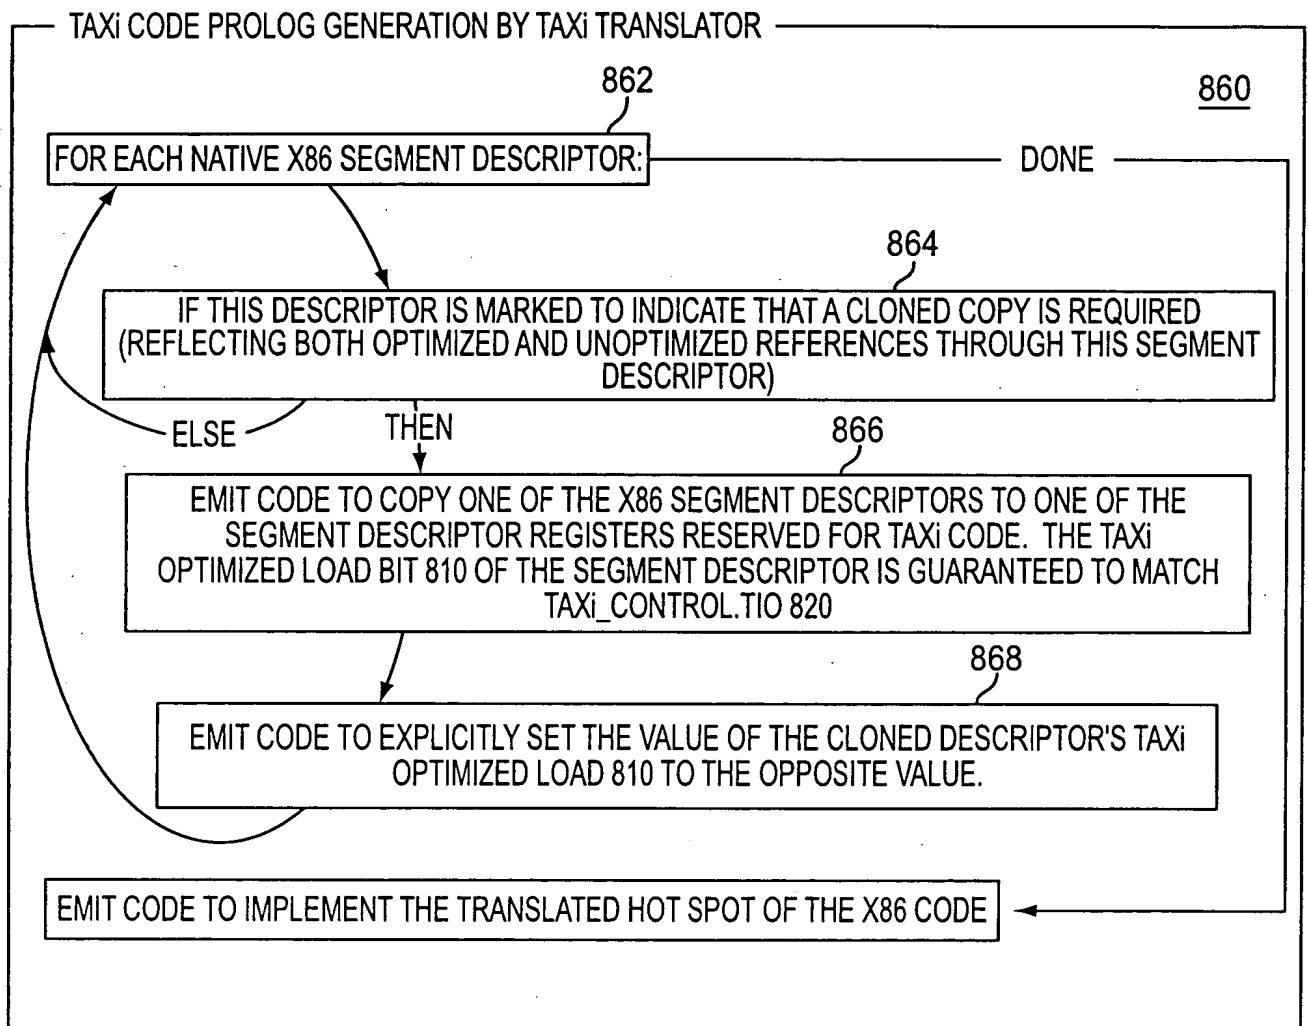 TAXi CODE PROLOG GENERATION BY TAXi TRANSLATOR
860
862
FOR EACH NATIVE X86 SEGMENT DESCRIPTOR:
DONE
864
IF THIS DESCRIPTOR IS MARKED TO INDICATE THAT A CLONED COPY IS REQUIRED
(REFLECTING BOTH OPTIMIZED AND UNOPTIMIZED REFERENCES THROUGH THIS SEGMENT
DESCRIPTOR)
ELSE
THEN
866
EMIT CODE TO COPY ONE OF THE X86 SEGMENT DESCRIPTORS TO ONE OF THE
SEGMENT DESCRIPTOR REGISTERS RESERVED FOR TAXi CODE. THE TAXi
OPTIMIZED LOAD BIT 810 OF THE SEGMENT DESCRIPTOR IS GUARANTEED TO MATCH
TAXi_CONTROL.TIO 820
868
EMIT CODE TO EXPLICITLY SET THE VALUE OF THE CLONED DESCRIPTOR'S TAXi
OPTIMIZED LOAD 810 TO THE OPPOSITE VALUE.
EMIT CODE TO IMPLEMENT THE TRANSLATED HOT SPOT OF THE X86 CODE